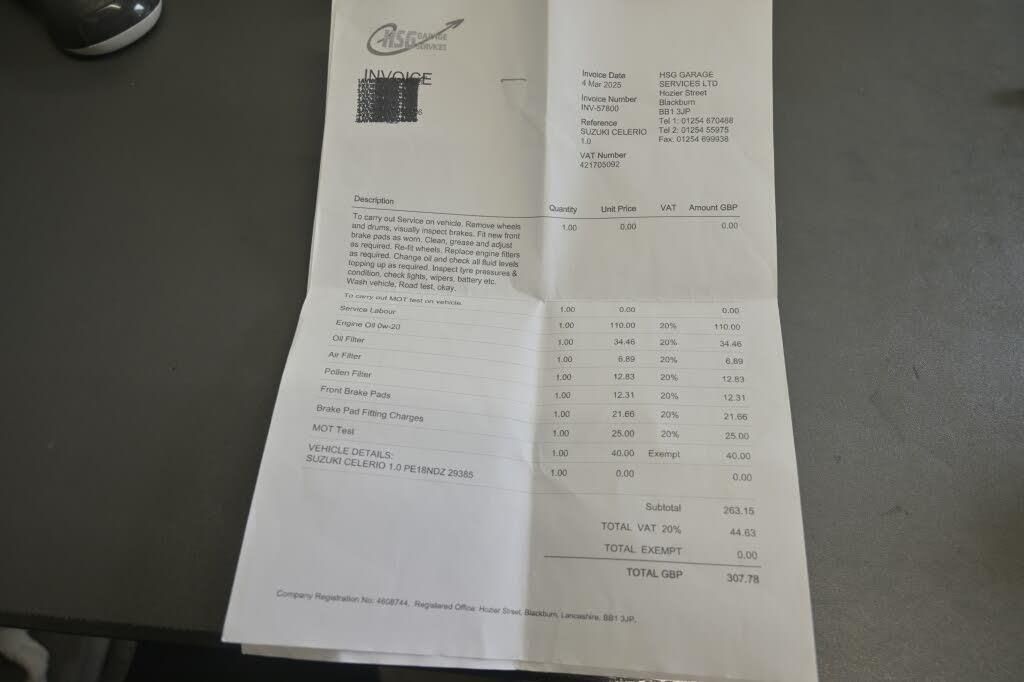 HSG GARAGE SERVICES
INVOICE
Invoice Date
4 Mar 2025
Invoice Number
INV-57800
Reference
SUZUKI CELERIO
1.0
VAT Number
421705092
HSG GARAGE
SERVICES LTD
Hozier Street
Blackburn
BB1 3JP
Tel 1: 01254 670488
Tel 2: 01254 55975
Fax: 01254 699938
Description Quantity Unit Price VAT Amount GBP
To carry out Service on vehicle. Remove wheels 1.00 0.00 0.00
and drums, visually inspect brakes. Fit new front
brake pads as worn. Clean, grease and adjust
as required. Re-fit wheels. Replace engine filters
as required. Change oil and check all fluid levels
topping up as required. Inspect tyre pressures &
condition, check lights, wipers, battery etc.
Wash vehicle. Road test, okay.
To carry out MOT test on vehicle. 1.00 0.00 0.00
Service Labour 1.00 110.00 20% 110.00
Engine Oil 0w-20 1.00 34.46 20% 34.46
Oil Filter 1.00 6.89 20% 6.89
Air Filter 1.00 12.83 20% 12.83
Pollen Filter 1.00 12.31 20% 12.31
Front Brake Pads 1.00 21.66 20% 21.66
Brake Pad Fitting Charges 1.00 25.00 20% 25.00
MOT Test 1.00 40.00 Exempt 40.00
VEHICLE DETAILS: 1.00 0.00 0.00
SUZUKI CELERIO 1.0 PE18NDZ 29385
Subtotal 263.15
TOTAL VAT 20% 44.63
TOTAL EXEMPT 0.00
TOTAL GBP 307.78
Company Registration No: 4608744. Registered Office: Hozier Street, Blackburn, Lancashire, BB1 3JP.